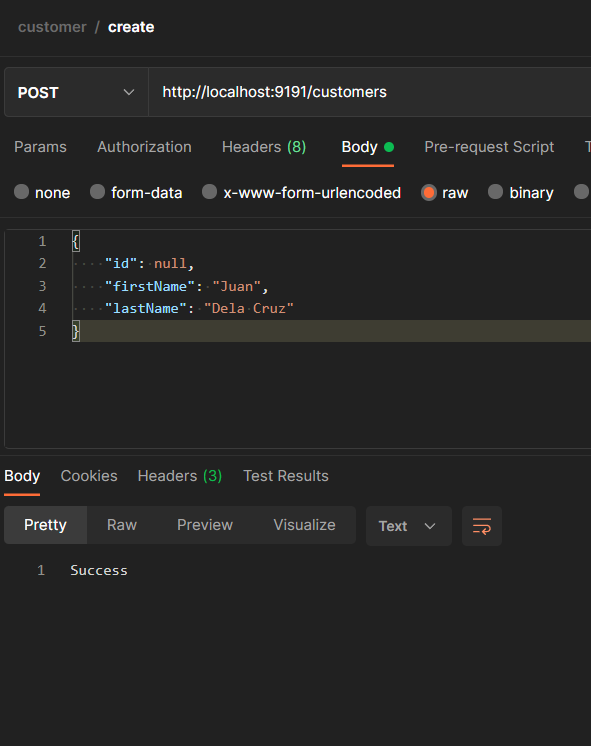 customer / create
POST http://localhost:9191/customers
Params Authorization Headers (8) Body Pre-request Script
none form-data x-www-form-urlencoded raw binary
1 {
2 "id": null,
3 "firstName": "Juan",
4 "lastName": "Dela Cruz"
5 }
Body Cookies Headers (3) Test Results
Pretty Raw Preview Visualize Text
1 Success